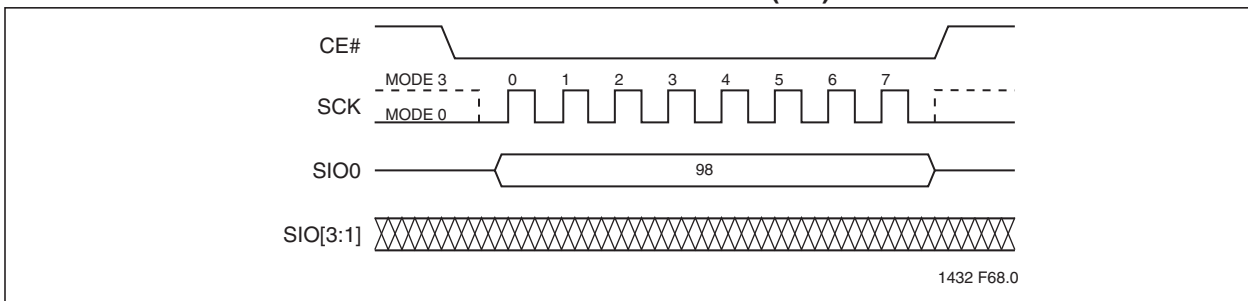 CE#
MODE 3 0 1 2 3 4 5 6 7
SCK
MODE 0
SIO0 98
SIO[3:1]
1432 F68.0